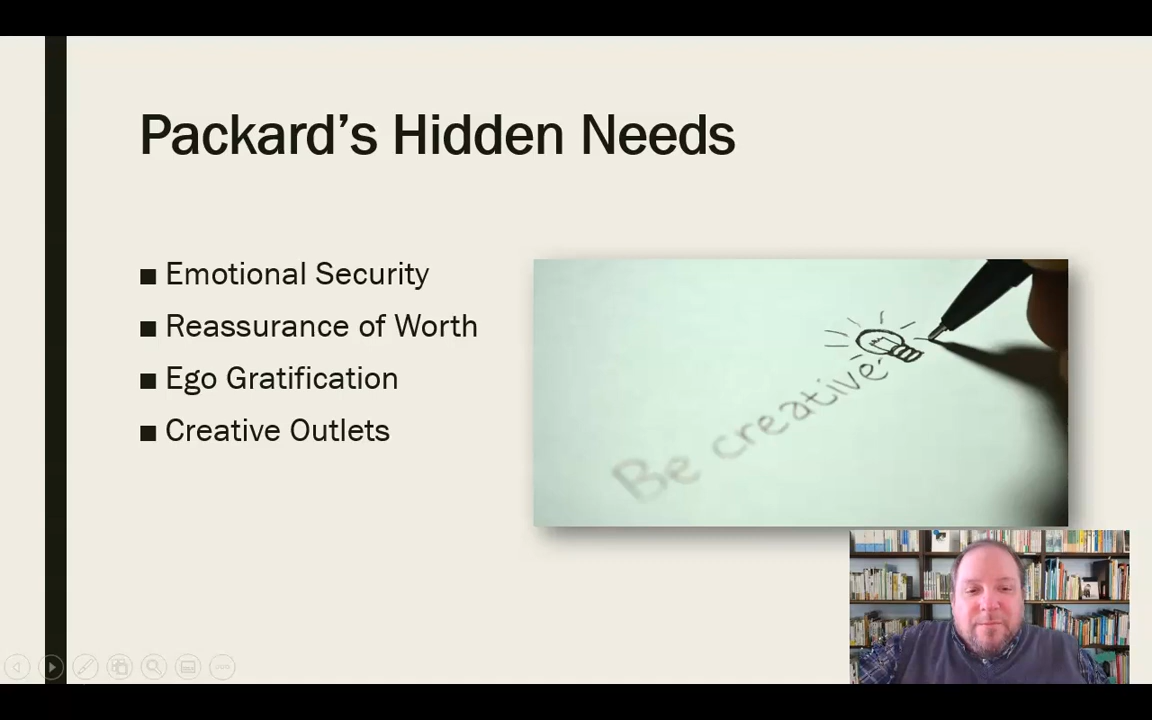 Packard’s Hidden Needs
■ Emotional Security
■ Reassurance of Worth
■ Ego Gratification
■ Creative Outlets
Be creative